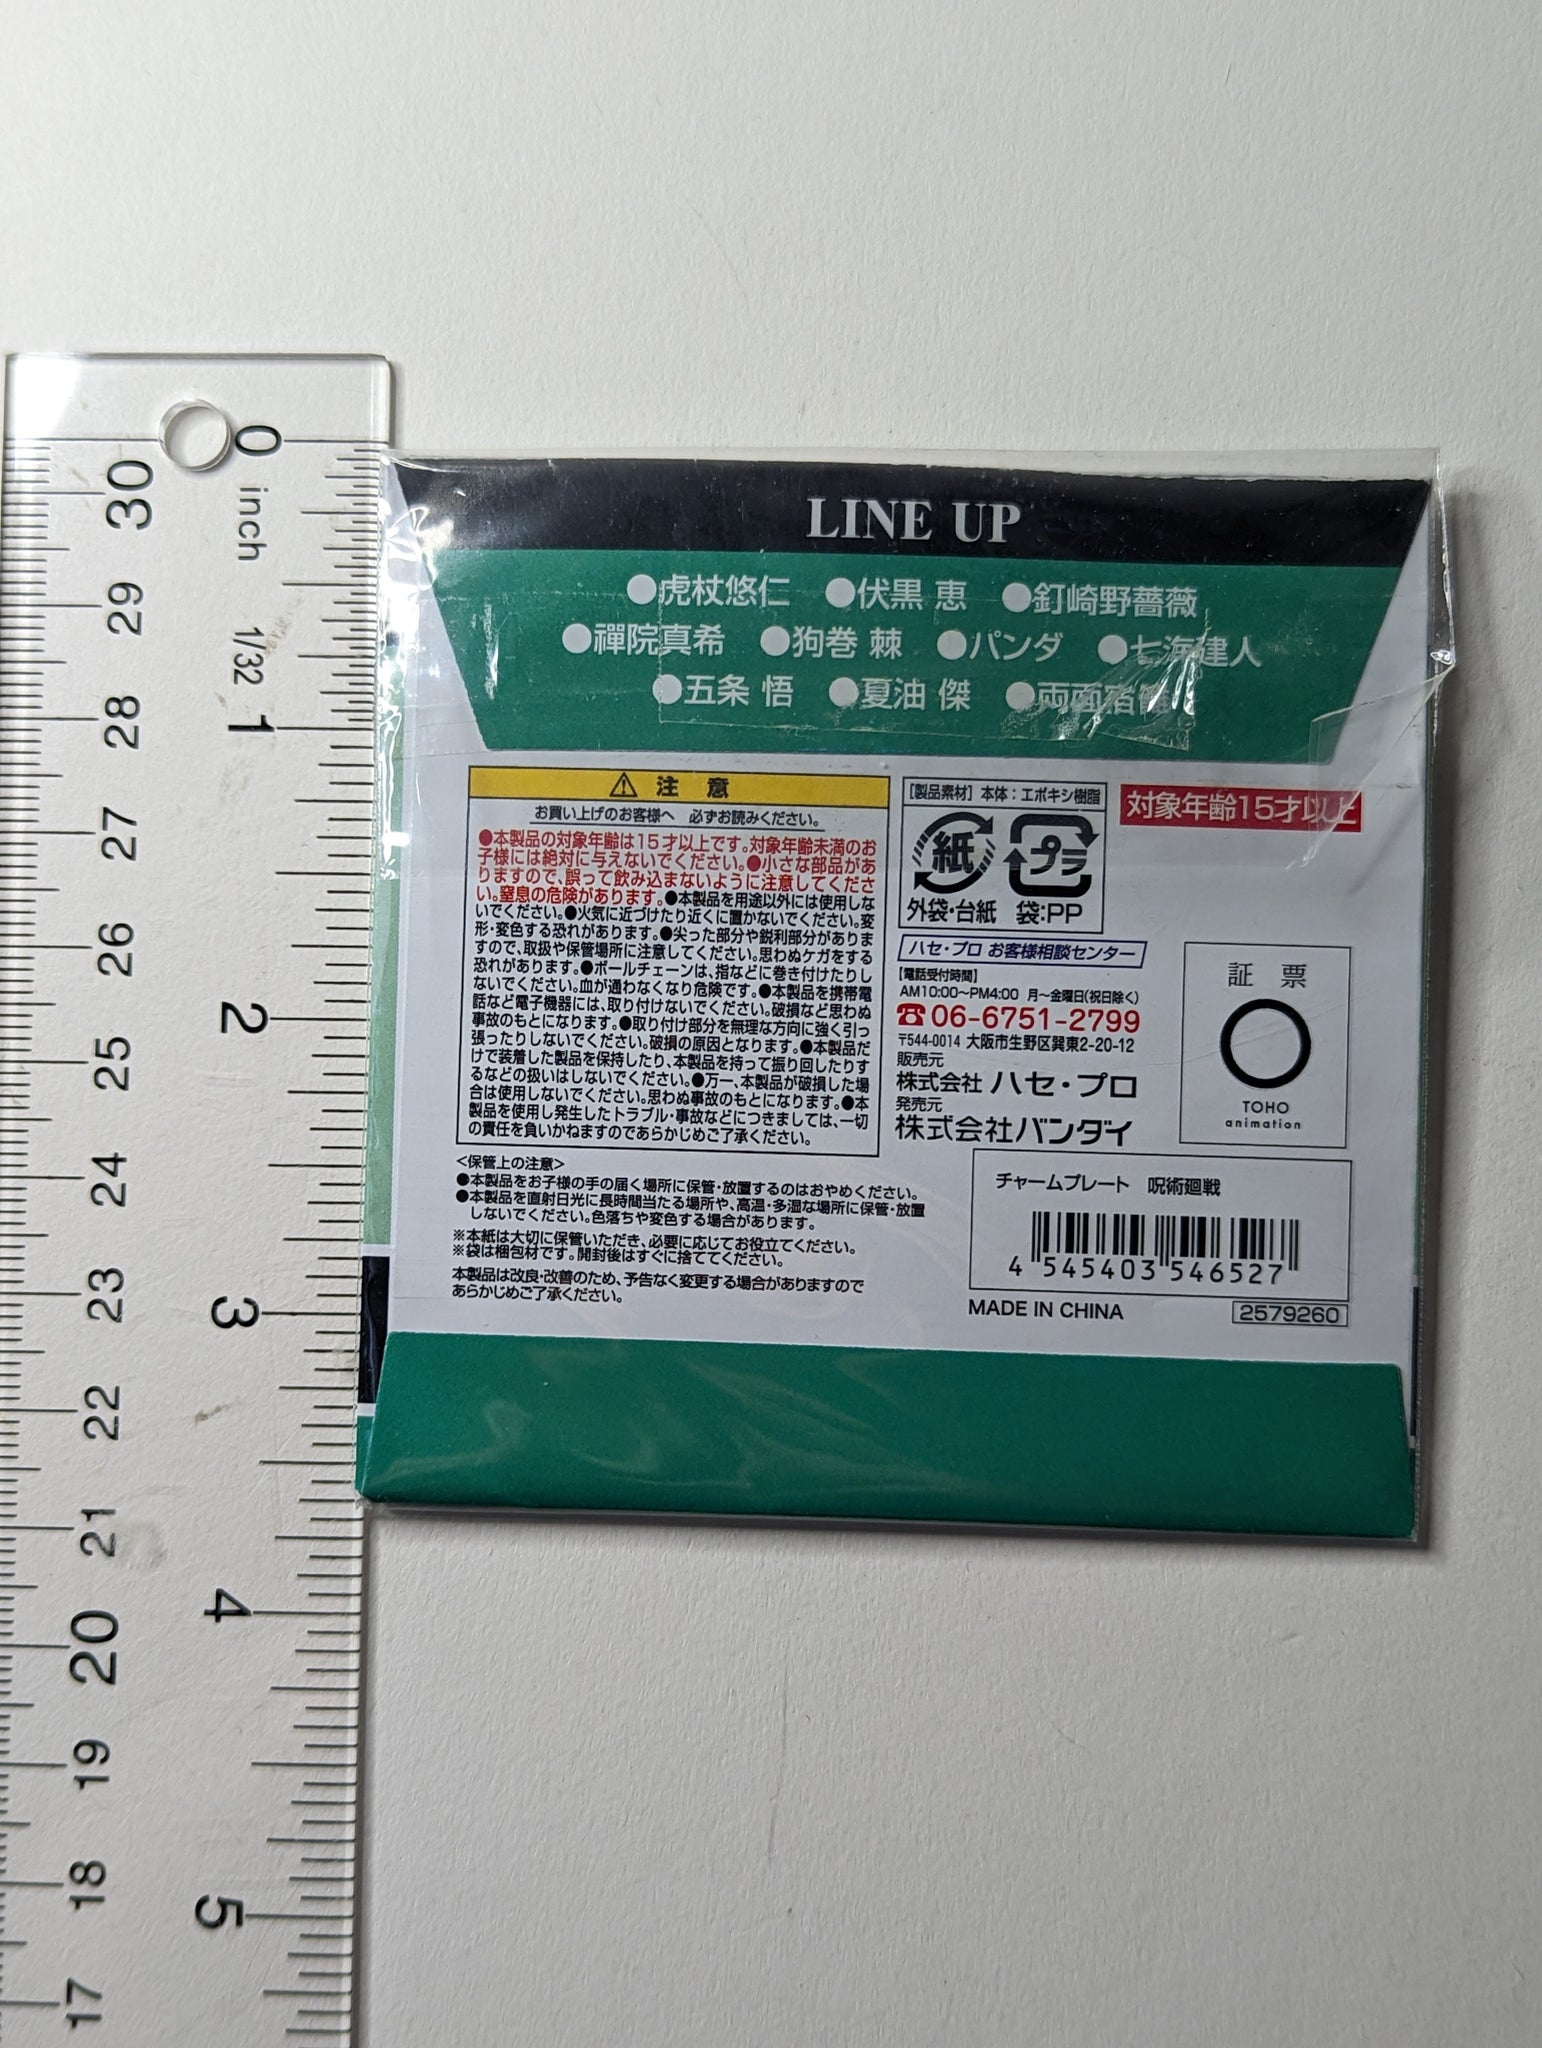 LINE UP
●虎杖悠仁 ●伏黒 恵 ●釘崎野薔薇
●禪院真希 ●狗巻 棘 ●パンダ ●七海建人
●五条 悟 ●夏油 傑 ●両面宿儺
⚠ 注 意
お買い上げのお客様へ 必ずお読みください。
●本製品の対象年齢は15才以上です。対象年齢未満のお
子様には絶対に与えないでください。●小さな部品があ
りますので、誤って飲み込まないように注意してくださ
い。窒息の危険があります。●本製品を用途以外には使用しな
いでください。●火気に近づけたり近くに置かないでください。変
形・変色する恐れがあります。●尖った部分や鋭利部分がありま
すので、取扱や保管場所に注意してください。思わぬケガをする
恐れがあります。●ボールチェーンは、指などに巻き付けたりし
ないでください。血が通わなくなり危険です。●本製品を携帯電
話など電子機器には、取り付けないでください。破損など思わぬ
事故のもとになります。●取り付け部分を無理な方向に強く引っ
張ったりしないでください。破損の原因となります。●本製品だ
けで装着した製品を保持したり、本製品を持って振り回したりす
るなどの扱いはしないでください。●万一、本製品が破損した場
合は使用しないでください。思わぬ事故のもとになります。●本
製品を使用し発生したトラブル・事故などにつきましては、一切
の責任を負いかねますのであらかじめご了承ください。
<保管上の注意>
●本製品をお子様の手の届く場所に保管・放置するのはおやめください。
●本製品を直射日光に長時間当たる場所や、高温・多湿な場所に保管・放置
しないでください。色落ちや変色する場合があります。
※本紙は大切に保管いただき、必要に応じてお役立てください。
※袋は梱包材です。開封後はすぐに捨ててください。
本製品は改良・改善のため、予告なく変更する場合がありますので
あらかじめご了承ください。
[製品素材] 本体：エポキシ樹脂
紙 プラ
外袋・台紙 袋：PP
対象年齢15才以上
ハセ・プロ お客様相談センター
【電話受付時間】
AM10:00～PM4:00 月～金曜日(祝日除く)
☎06-6751-2799
〒544-0014 大阪市生野区巽東2-20-12
販売元
株式会社 ハセ・プロ
発売元
株式会社バンダイ
証 票
TOHO
animation
チャームプレート 呪術廻戦
4 545403 546527
MADE IN CHINA
2579260
0 inch 1/32 1 2 3 4 5
30 29 28 27 26 25 24 23 22 21 20 19 18 17